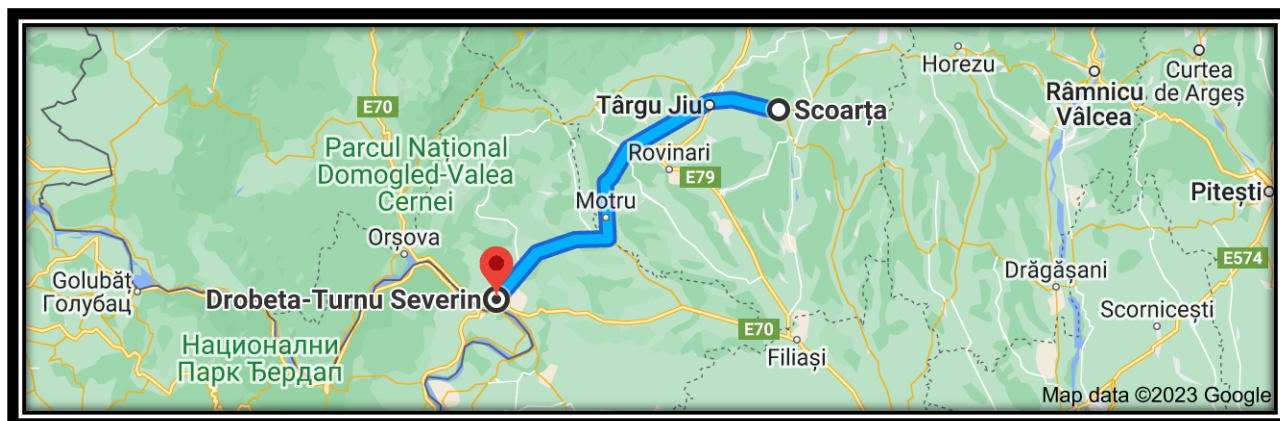 Horezu
Curtea
de Argeș
Râmnicu
Vâlcea
E70
Târgu Jiu
Scoarța
Parcul Național
Domogled-Valea
Cernei
Rovinari
E79
Pitești
Motru
Orșova
E574
Golubăț
Голубац
Drăgășani
Drobeta-Turnu Severin
Scornicești
E70
Национални
Парк Ђердап
Filiași
Map data ©2023 Google